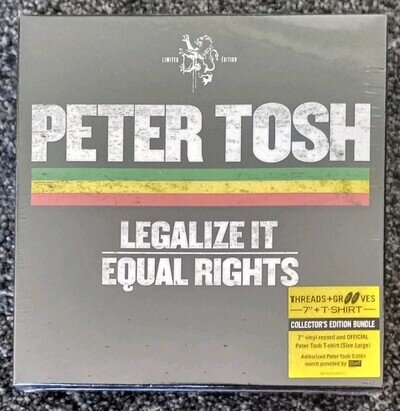 LIMITED EDITION
PETER TOSH
LEGALIZE IT
EQUAL RIGHTS
THREADS+GROOVES
7" + T-SHIRT
COLLECTOR'S EDITION BUNDLE
7" vinyl record and OFFICIAL
Peter Tosh T-shirt (Size Large)
Authorized Peter Tosh T-shirt
merch provided by